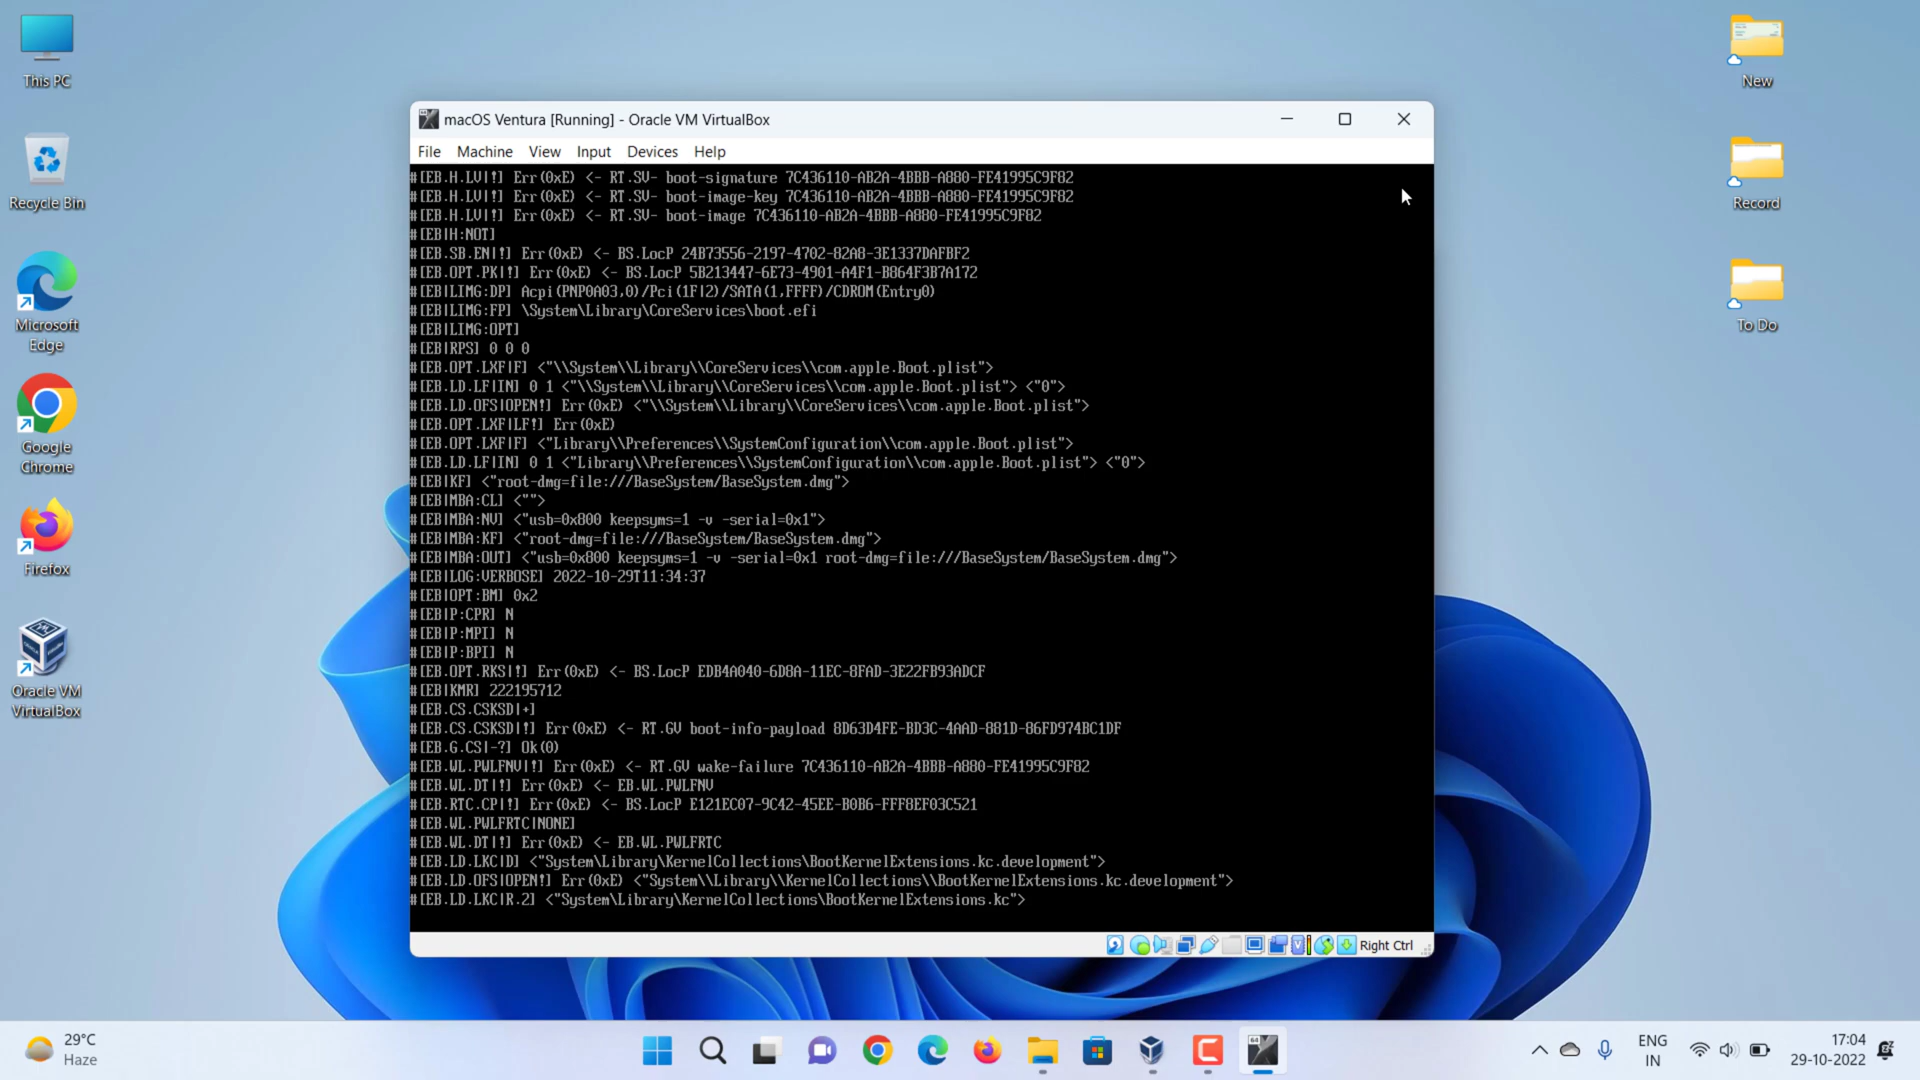 This PC
Recycle Bin
Microsoft
Edge
Google
Chrome
Firefox
Oracle VM
VirtualBox
New
Record
To Do
macOS Ventura [Running] - Oracle VM VirtualBox
File Machine View Input Devices Help
#[EB.H.LV|!] Err(0xE) <- RT.SV- boot-signature 7C436110-AB2A-4BBB-A880-FE41995C9F82
#[EB.H.LV|!] Err(0xE) <- RT.SV- boot-image-key 7C436110-AB2A-4BBB-A880-FE41995C9F82
#[EB.H.LV|!] Err(0xE) <- RT.SV- boot-image 7C436110-AB2A-4BBB-A880-FE41995C9F82
#[EB|H:NOT]
#[EB.SB.EN|!] Err(0xE) <- BS.LocP 24B73556-2197-4702-82A8-3E1337DAFBF2
#[EB.OPT.PK|!] Err(0xE) <- BS.LocP 5B213447-6E73-4901-A4F1-B864F3B7A172
#[EB|LIMG:DP] Acpi(PNP0A03,0)/Pci(1F|2)/SATA(1,FFFF)/CDROM(Entry0)
#[EB|LIMG:FP] \System\Library\CoreServices\boot.efi
#[EB|LIMG:OPT]
#[EB|RPS] 0 0 0
#[EB.OPT.LXF|F] <"\\System\\Library\\CoreServices\\com.apple.Boot.plist">
#[EB.LD.LF|IN] 0 1 <"\\System\\Library\\CoreServices\\com.apple.Boot.plist"> <"0">
#[EB.LD.OFS|OPEN!] Err(0xE) <"\\System\\Library\\CoreServices\\com.apple.Boot.plist">
#[EB.OPT.LXF|LF!] Err(0xE)
#[EB.OPT.LXF|F] <"Library\\Preferences\\SystemConfiguration\\com.apple.Boot.plist">
#[EB.LD.LF|IN] 0 1 <"Library\\Preferences\\SystemConfiguration\\com.apple.Boot.plist"> <"0">
#[EB|KF] <"root-dmg=file:///BaseSystem/BaseSystem.dmg">
#[EB|MBA:CL] <"">
#[EB|MBA:NV] <"usb=0x800 keepsyms=1 -v -serial=0x1">
#[EB|MBA:KF] <"root-dmg=file:///BaseSystem/BaseSystem.dmg">
#[EB|MBA:OUT] <"usb=0x800 keepsyms=1 -v -serial=0x1 root-dmg=file:///BaseSystem/BaseSystem.dmg">
#[EB|LOG:VERBOSE] 2022-10-29T11:34:37
#[EB|OPT:BM] 0x2
#[EB|P:CPR] N
#[EB|P:MPI] N
#[EB|P:BPI] N
#[EB.OPT.RKS|!] Err(0xE) <- BS.LocP EDB4A040-6D8A-11EC-8FAD-3E22FB93ADCF
#[EB|KMR] 222195712
#[EB.CS.CSKSD|+]
#[EB.CS.CSKSD|!] Err(0xE) <- RT.GV boot-info-payload 8D63D4FE-BD3C-4AAD-881D-86FD974BC1DF
#[EB.G.CS|-?] Ok(0)
#[EB.WL.PWLFNV|!] Err(0xE) <- RT.GV wake-failure 7C436110-AB2A-4BBB-A880-FE41995C9F82
#[EB.WL.DT|!] Err(0xE) <- EB.WL.PWLFNV
#[EB.RTC.CP|!] Err(0xE) <- BS.LocP E121EC07-9C42-45EE-B0B6-FFF8EF03C521
#[EB.WL.PWLFRTC|NONE]
#[EB.WL.DT|!] Err(0xE) <- EB.WL.PWLFRTC
#[EB.LD.LKC|D] <"System\Library\KernelCollections\BootKernelExtensions.kc.development">
#[EB.LD.OFS|OPEN!] Err(0xE) <"System\\Library\\KernelCollections\\BootKernelExtensions.kc.development">
#[EB.LD.LKC|R.2] <"System\Library\KernelCollections\BootKernelExtensions.kc">
Right Ctrl
29°C
Haze
ENG
IN
17:04
29-10-2022